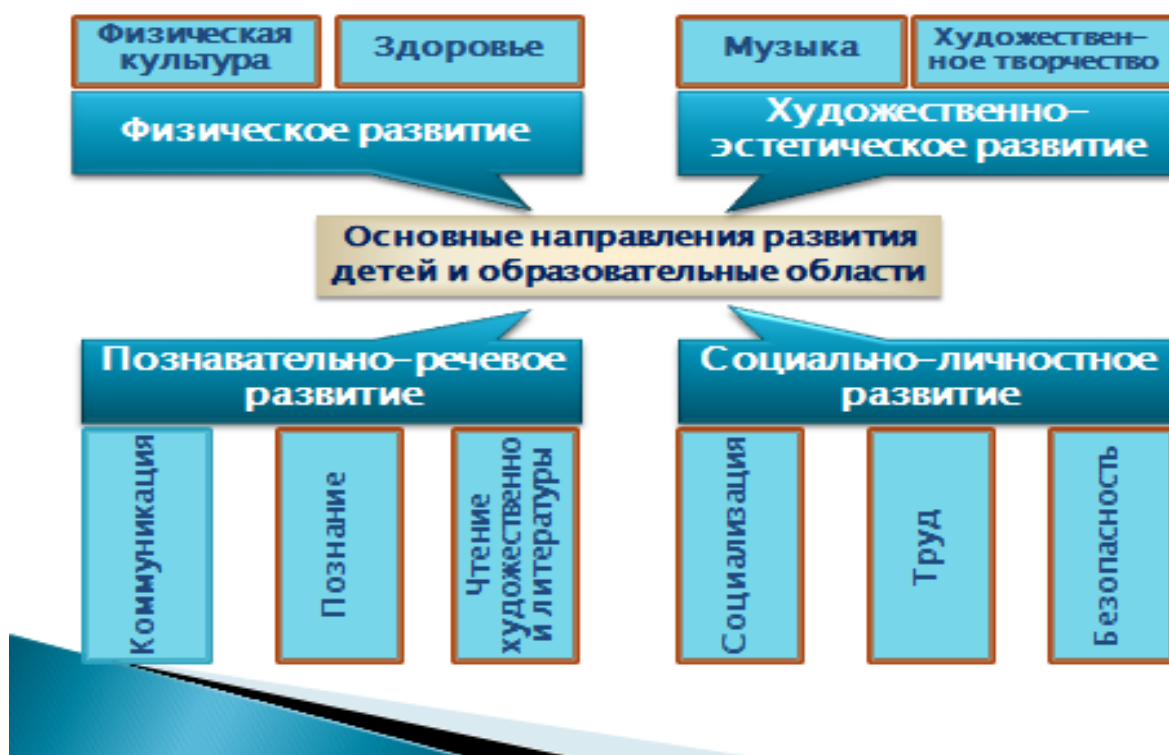 Физическая
культура
Здоровье
Музыка
Художествен-
ное творчество
Физическое развитие
Художественно-
эстетическое развитие
Основные направления развития
детей и образовательные области
Познавательно-речевое
развитие
Социально-личностное
развитие
Коммуникация
Познание
Чтение
художественно
и литературы
Социализация
Труд
Безопасность